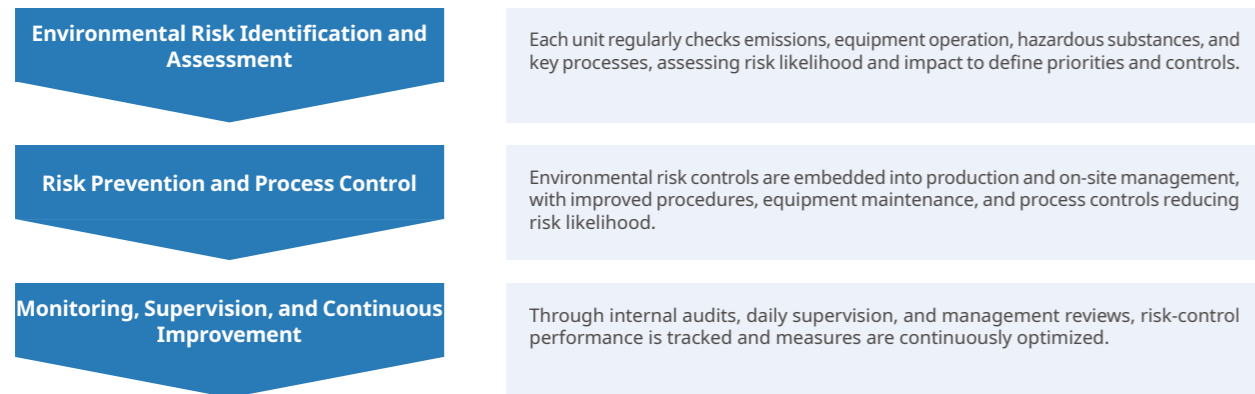 Environmental Risk Identification and
Assessment
Each unit regularly checks emissions, equipment operation, hazardous substances, and
key processes, assessing risk likelihood and impact to define priorities and controls.
Risk Prevention and Process Control
Environmental risk controls are embedded into production and on-site management,
with improved procedures, equipment maintenance, and process controls reducing
risk likelihood.
Monitoring, Supervision, and Continuous
Improvement
Through internal audits, daily supervision, and management reviews, risk-control
performance is tracked and measures are continuously optimized.